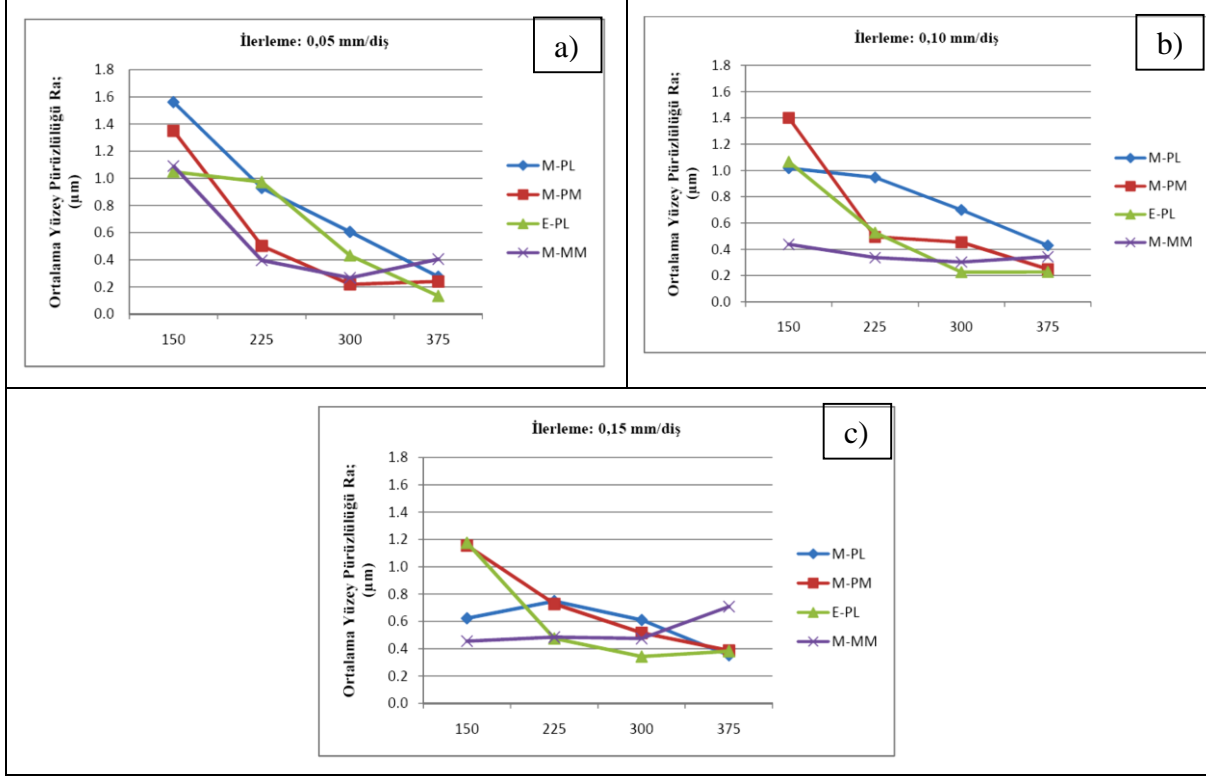 İlerleme: 0,05 mm/diş
a)
Ortalama Yüzey Pürüzlülüğü Ra;
(µm)
1.8
1.6
1.4
1.2
1.0
0.8
0.6
0.4
0.2
0.0
150 225 300 375
M-PL
M-PM
E-PL
M-MM
İlerleme: 0,10 mm/diş
b)
Ortalama Yüzey Pürüzlülüğü Ra;
(µm)
1.8
1.6
1.4
1.2
1.0
0.8
0.6
0.4
0.2
0.0
150 225 300 375
M-PL
M-PM
E-PL
M-MM
İlerleme: 0,15 mm/diş
c)
Ortalama Yüzey Pürüzlülüğü Ra;
(µm)
1.8
1.6
1.4
1.2
1.0
0.8
0.6
0.4
0.2
0.0
150 225 300 375
M-PL
M-PM
E-PL
M-MM